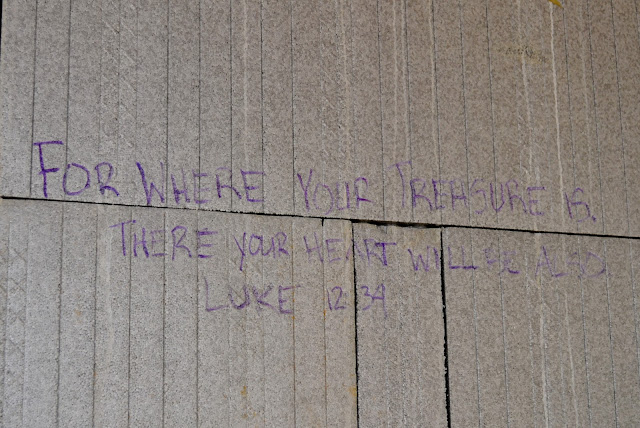 FOR WHERE YOUR TREASURE IS.
THERE YOUR HEART WILL BE ALSO.
LUKE 12:34